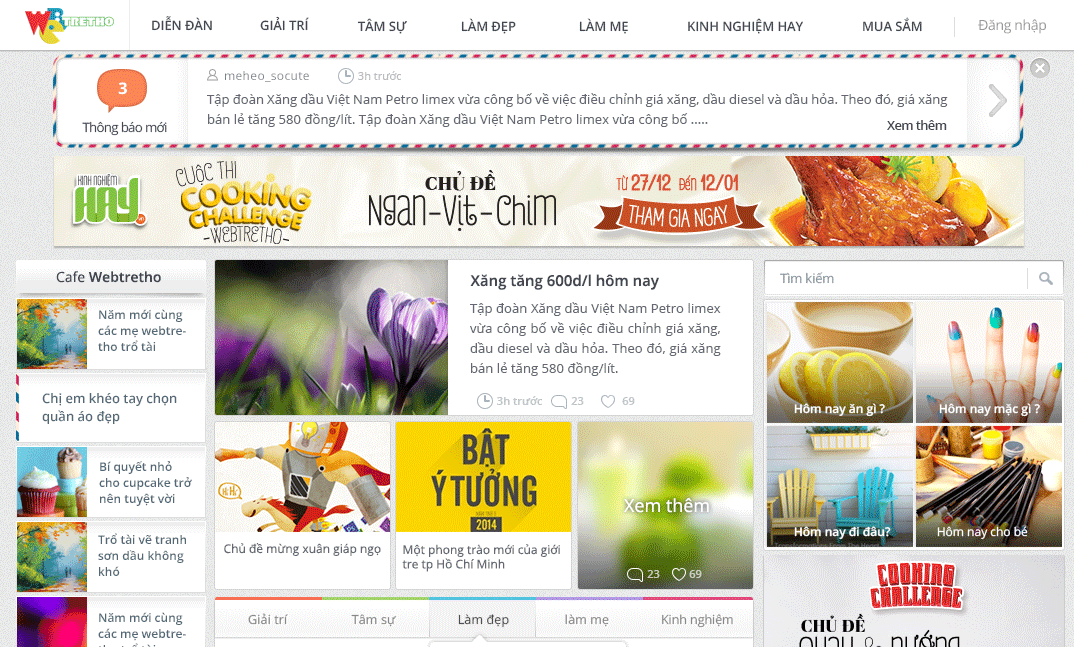 WEBTRETHO
DIỄN ĐÀN
GIẢI TRÍ
TÂM SỰ
LÀM ĐẸP
LÀM MẸ
KINH NGHIỆM HAY
MUA SẮM
Đăng nhập
3
Thông báo mới
meheo_socute
3h trước
Tập đoàn Xăng dầu Việt Nam Petro limex vừa công bố về việc điều chỉnh giá xăng, dầu diesel và dầu hỏa. Theo đó, giá xăng
bán lẻ tăng 580 đồng/lít. Tập đoàn Xăng dầu Việt Nam Petro limex vừa công bố .....
Xem thêm
KINH NGHIỆM
HAY
CUỘC THI
COOKING
CHALLENGE
-WEBTRETHO-
CHỦ ĐỀ
NGAN-VỊT-CHIM
TỪ 27/12 ĐẾN 12/01
THAM GIA NGAY
Cafe Webtretho
Năm mới cùng
các mẹ webtre-
tho trổ tài
Chị em khéo tay chọn
quần áo đẹp
Bí quyết nhỏ
cho cupcake trở
nên tuyệt vời
Trổ tài vẽ tranh
sơn dầu không
khó
Năm mới cùng
các mẹ webtre-
tho trổ tài
Xăng tăng 600d/l hôm nay
Tập đoàn Xăng dầu Việt Nam Petro limex
vừa công bố về việc điều chỉnh giá xăng,
dầu diesel và dầu hỏa. Theo đó, giá xăng
bán lẻ tăng 580 đồng/lít.
3h trước
23
69
Hi Hi
Chủ đề mừng xuân giáp ngọ
BẬT
Ý TƯỞNG
2014
Một phong trào mới của giới
tre tp Hồ Chí Minh
Xem thêm
23
69
Giải trí
Tâm sự
Làm đẹp
làm mẹ
Kinh nghiệm
Tìm kiếm
Hôm nay ăn gì ?
Hôm nay mặc gì ?
Hôm nay đi đâu?
Hôm nay cho bé
COOKING
CHALLENGE
CHỦ ĐỀ
QUAY & NƯỚNG